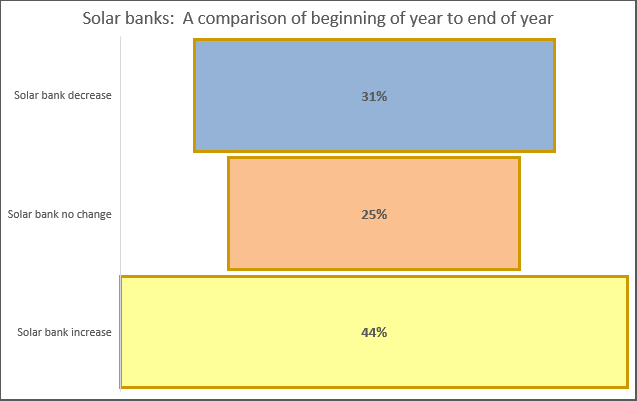 Solar banks:  A comparison of beginning of year to end of year
Solar bank decrease
31%
Solar bank no change
25%
Solar bank increase
44%